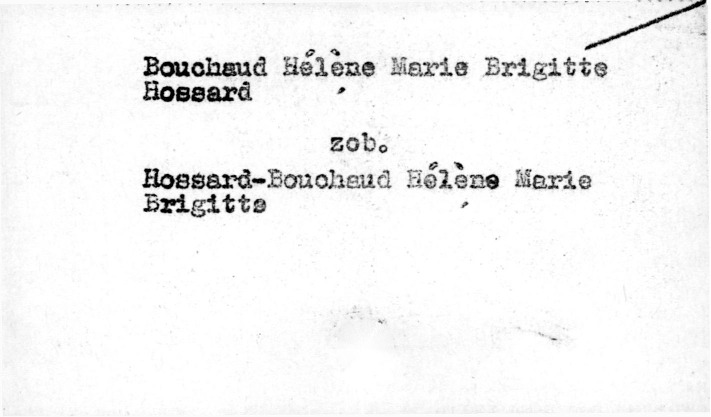 Bouchaud Hélène Marie Brigitte
Hossard
zob.
Hossard-Bouchaud Hélène Marie
Brigitte